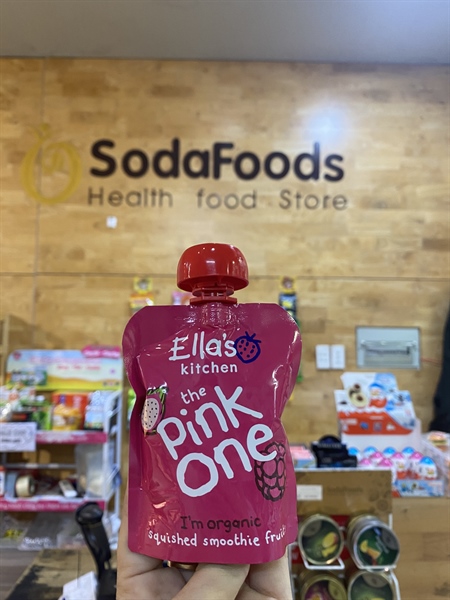 SodaFoods
Health food Store
Ella's
kitchen
the
pink
one
I'm organic
squished smoothie fruit